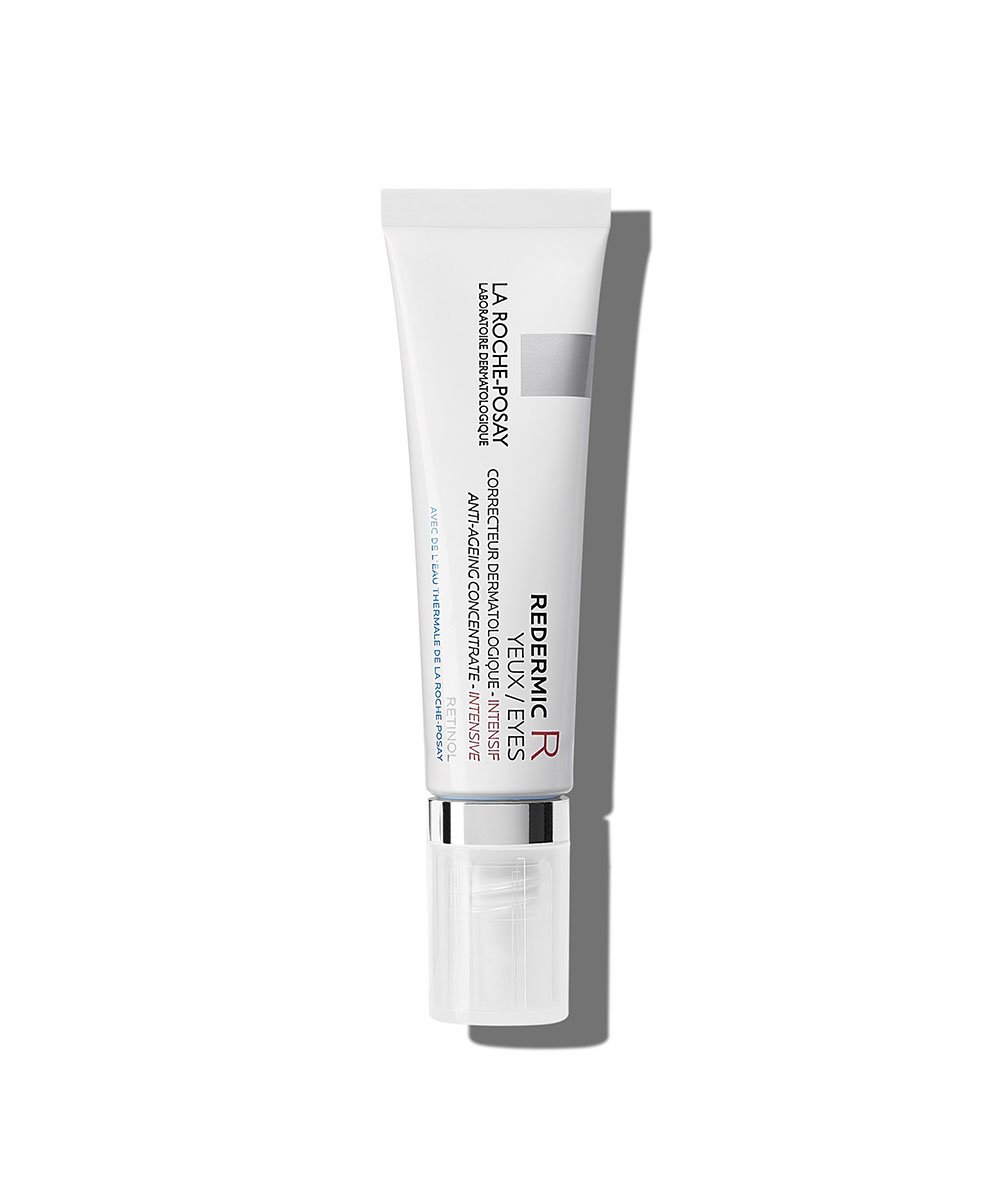 LA ROCHE-POSAY
LABORATOIRE DERMATOLOGIQUE
REDERMIC R
YEUX / EYES
CORRECTEUR DERMATOLOGIQUE - INTENSIF
ANTI-AGEING CONCENTRATE - INTENSIVE
RETINOL
AVEC DE L'EAU THERMALE DE LA ROCHE-POSAY